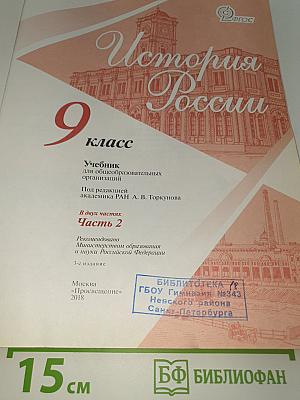 ФГОС
История
России
9 класс
Учебник
для общеобразовательных
организаций
Под редакцией
академика РАН А. В. Торкунова
В двух частях
Часть 2
Рекомендовано
Министерством образования
и науки Российской Федерации
3-е издание
Москва
«Просвещение»
2018
БИБЛИОТЕКА
ГБОУ Гимназия №343
Невского района
Санкт-Петербурга
15 см
БФ БИБЛИОФАН